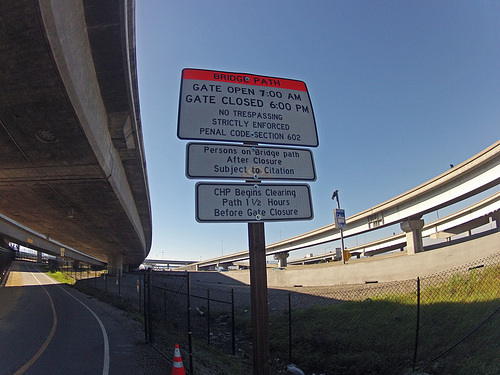 BRIDGE PATH
GATE OPEN 7:00 AM
GATE CLOSED 6:00 PM
NO TRESPASSING
STRICTLY ENFORCED
PENAL CODE-SECTION 602
Persons on Bridge path
After Closure
Subject to Citation
CHP Begins Clearing
Path 1 1/2 Hours
Before Gate Closure